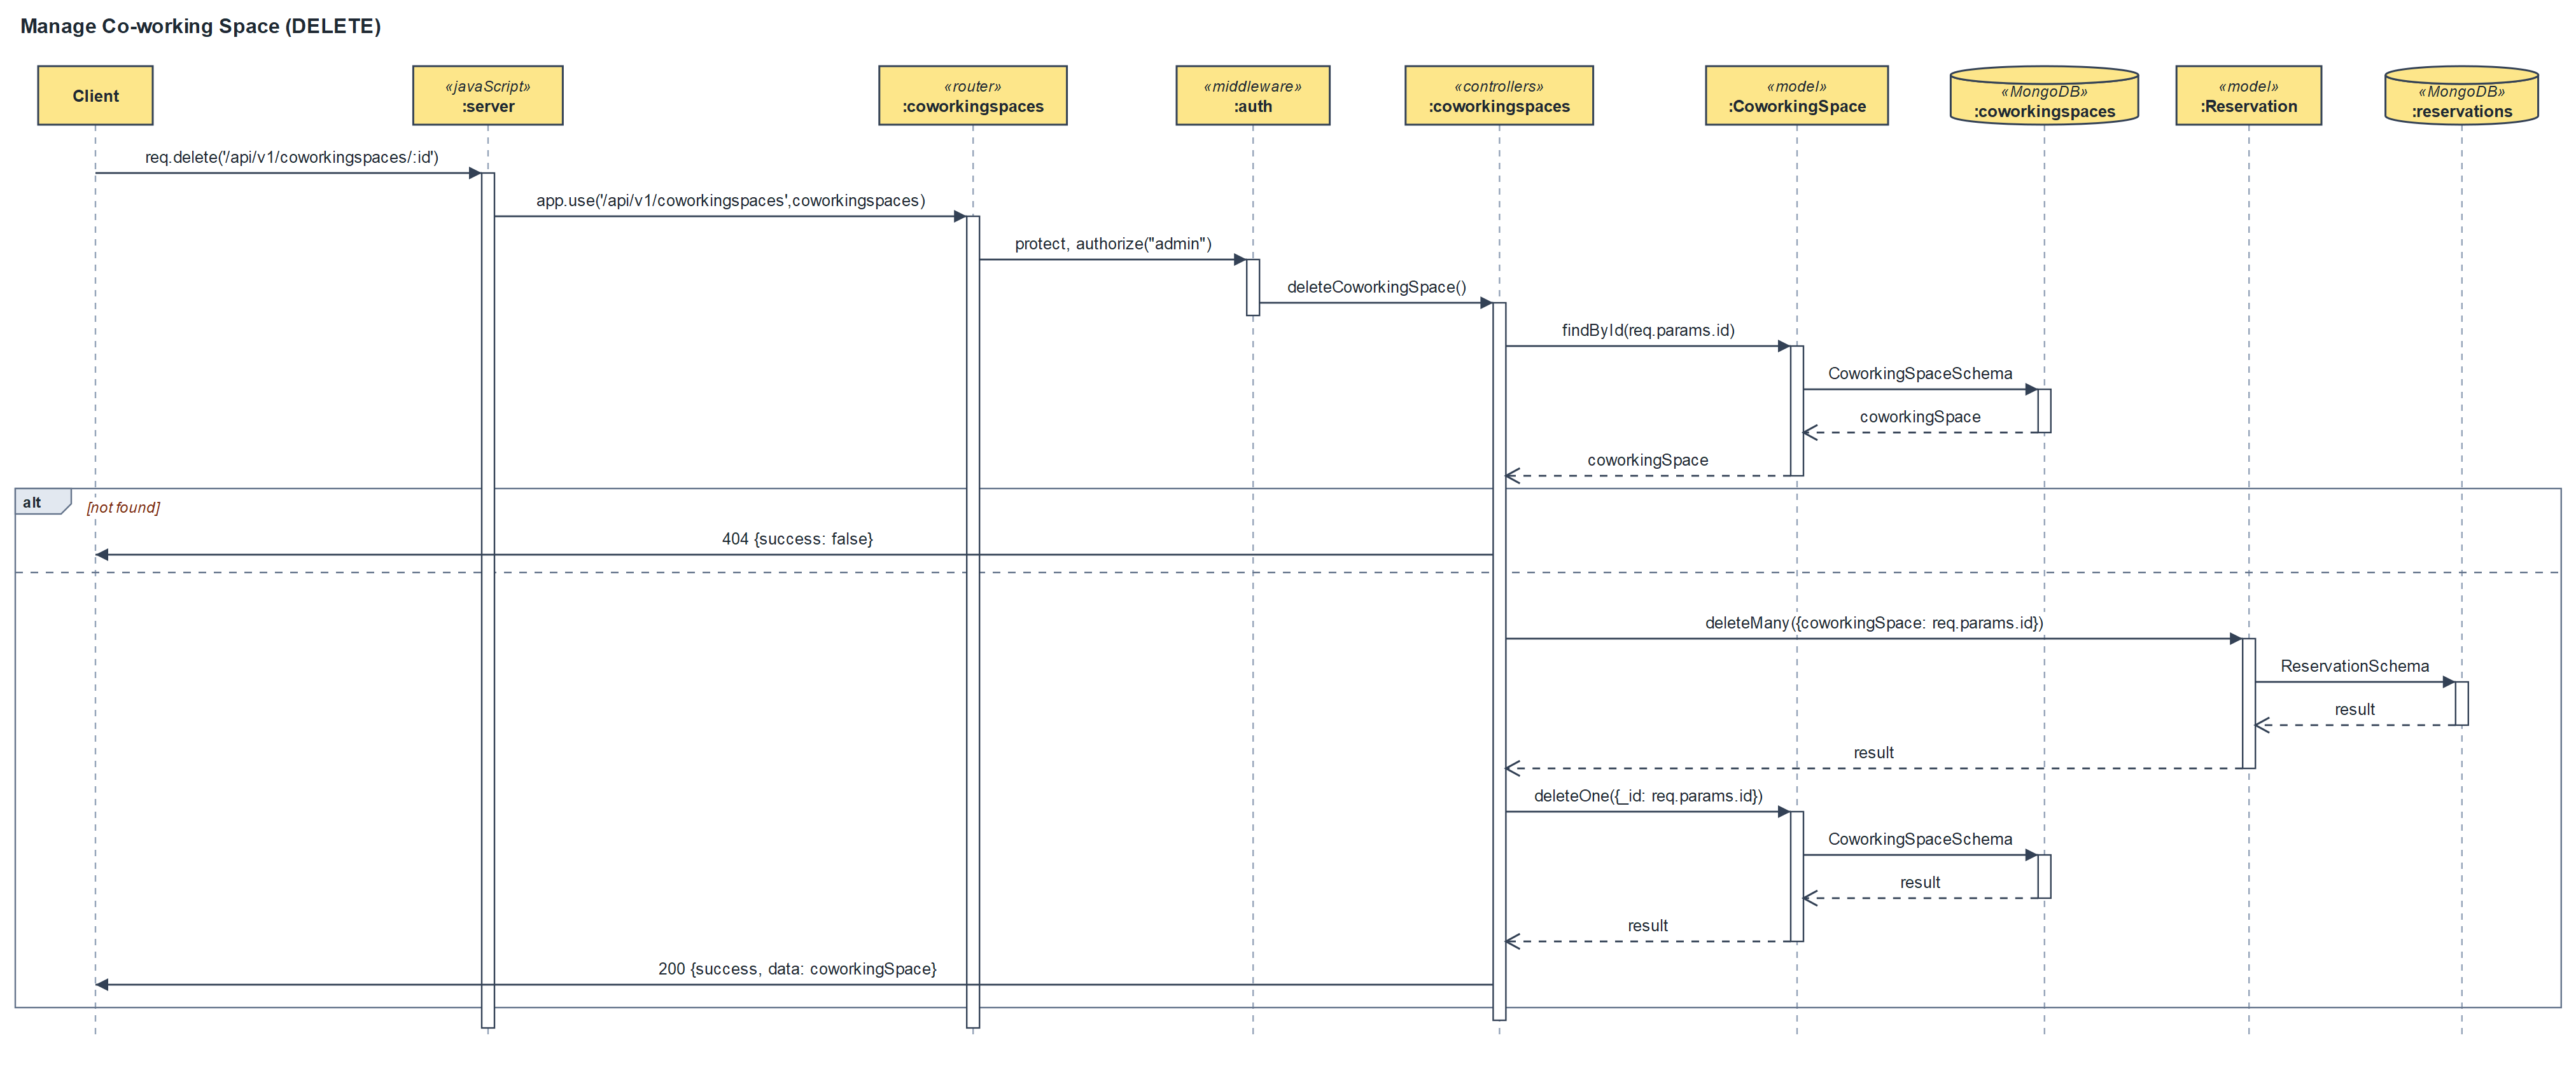 Manage Co-working Space (DELETE)
Client
«javaScript»
:server
«router»
:coworkingspaces
«middleware»
:auth
«controllers»
:coworkingspaces
«model»
:CoworkingSpace
«MongoDB»
:coworkingspaces
«model»
:Reservation
«MongoDB»
:reservations
req.delete('/api/v1/coworkingspaces/:id')
app.use('/api/v1/coworkingspaces',coworkingspaces)
protect, authorize("admin")
deleteCoworkingSpace()
findById(req.params.id)
CoworkingSpaceSchema
coworkingSpace
coworkingSpace
alt
[not found]
404 {success: false}
deleteMany({coworkingSpace: req.params.id})
ReservationSchema
result
result
deleteOne({_id: req.params.id})
CoworkingSpaceSchema
result
result
200 {success, data: coworkingSpace}